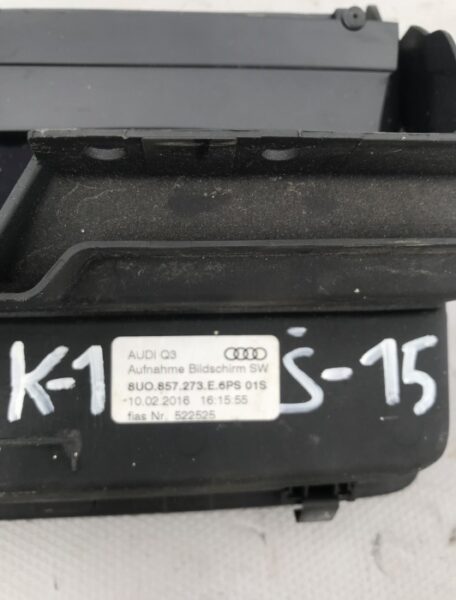 K-1
AUDI Q3
Aufnahme Bildschirm SW
8UO.857.273.E.6PS 01S
10.02.2016 16:15:55
fias Nr. 522525
S-15